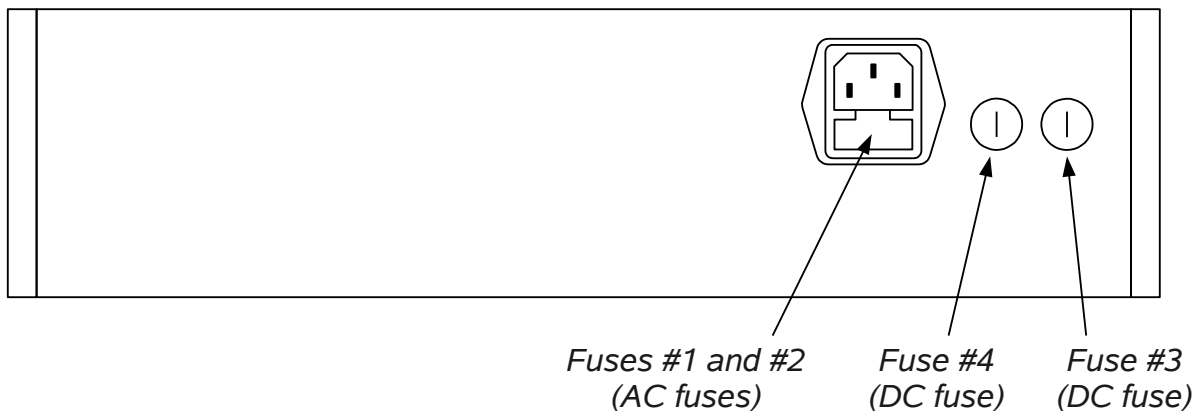 Fuses #1 and #2
(AC fuses)
Fuse #4
(DC fuse)
Fuse #3
(DC fuse)